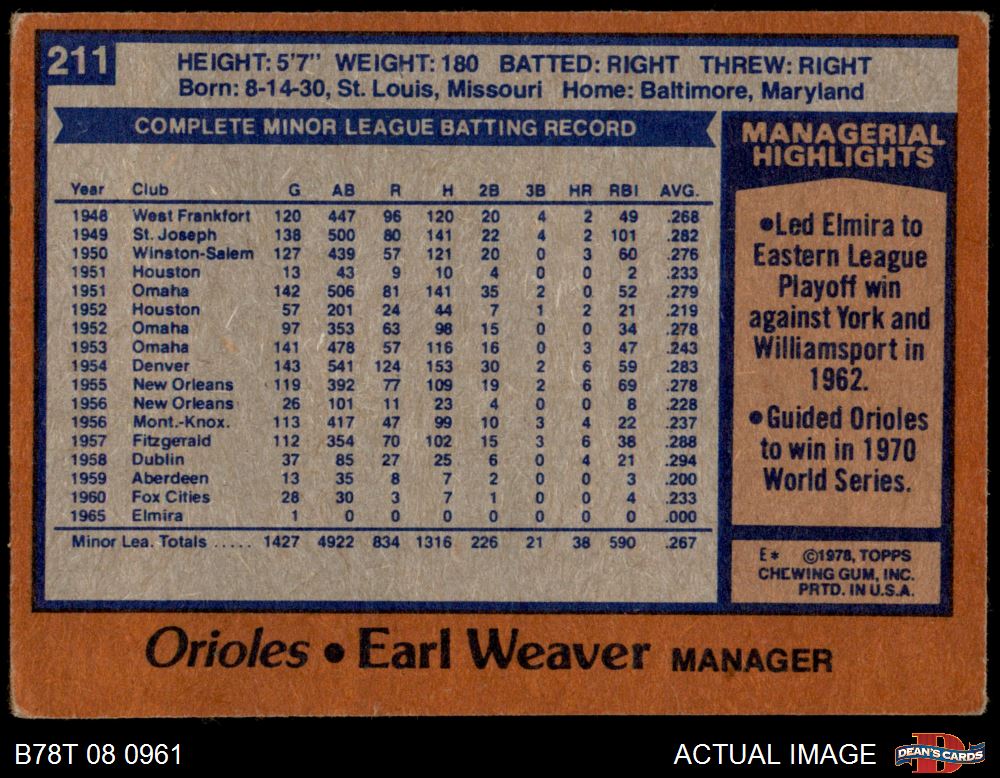 211
HEIGHT: 5'7" WEIGHT: 180 BATTED: RIGHT THREW: RIGHT
Born: 8-14-30, St. Louis, Missouri Home: Baltimore, Maryland
COMPLETE MINOR LEAGUE BATTING RECORD
Year Club G AB R H 2B 3B HR RBI AVG.
1948 West Frankfort 120 447 96 120 20 4 2 49 .268
1949 St. Joseph 138 500 80 141 22 4 2 101 .282
1950 Winston-Salem 127 439 57 121 20 0 3 60 .276
1951 Houston 13 43 9 10 4 0 0 2 .233
1951 Omaha 142 506 81 141 35 2 0 52 .279
1952 Houston 57 201 24 44 7 1 2 21 .219
1952 Omaha 97 353 63 98 15 0 0 34 .278
1953 Omaha 141 478 57 116 16 0 3 47 .243
1954 Denver 143 541 124 153 30 2 6 59 .283
1955 New Orleans 119 392 77 109 19 2 6 69 .278
1956 New Orleans 26 101 11 23 4 0 0 8 .228
1956 Mont.-Knox. 113 417 47 99 10 3 4 22 .237
1957 Fitzgerald 112 354 70 102 15 3 6 38 .288
1958 Dublin 37 85 27 25 6 0 4 21 .294
1959 Aberdeen 13 35 8 7 2 0 0 3 .200
1960 Fox Cities 28 30 3 7 1 0 0 4 .233
1965 Elmira 1 0 0 0 0 0 0 0 .000
Minor Lea. Totals ..... 1427 4922 834 1316 226 21 38 590 .267
MANAGERIAL
HIGHLIGHTS
•Led Elmira to
Eastern League
Playoff win
against York and
Williamsport in
1962.
•Guided Orioles
to win in 1970
World Series.
E* ©1978, TOPPS
CHEWING GUM, INC.
PRTD. IN U.S.A.
Orioles • Earl Weaver MANAGER
B78T 08 0961
ACTUAL IMAGE
DEAN'S CARDS